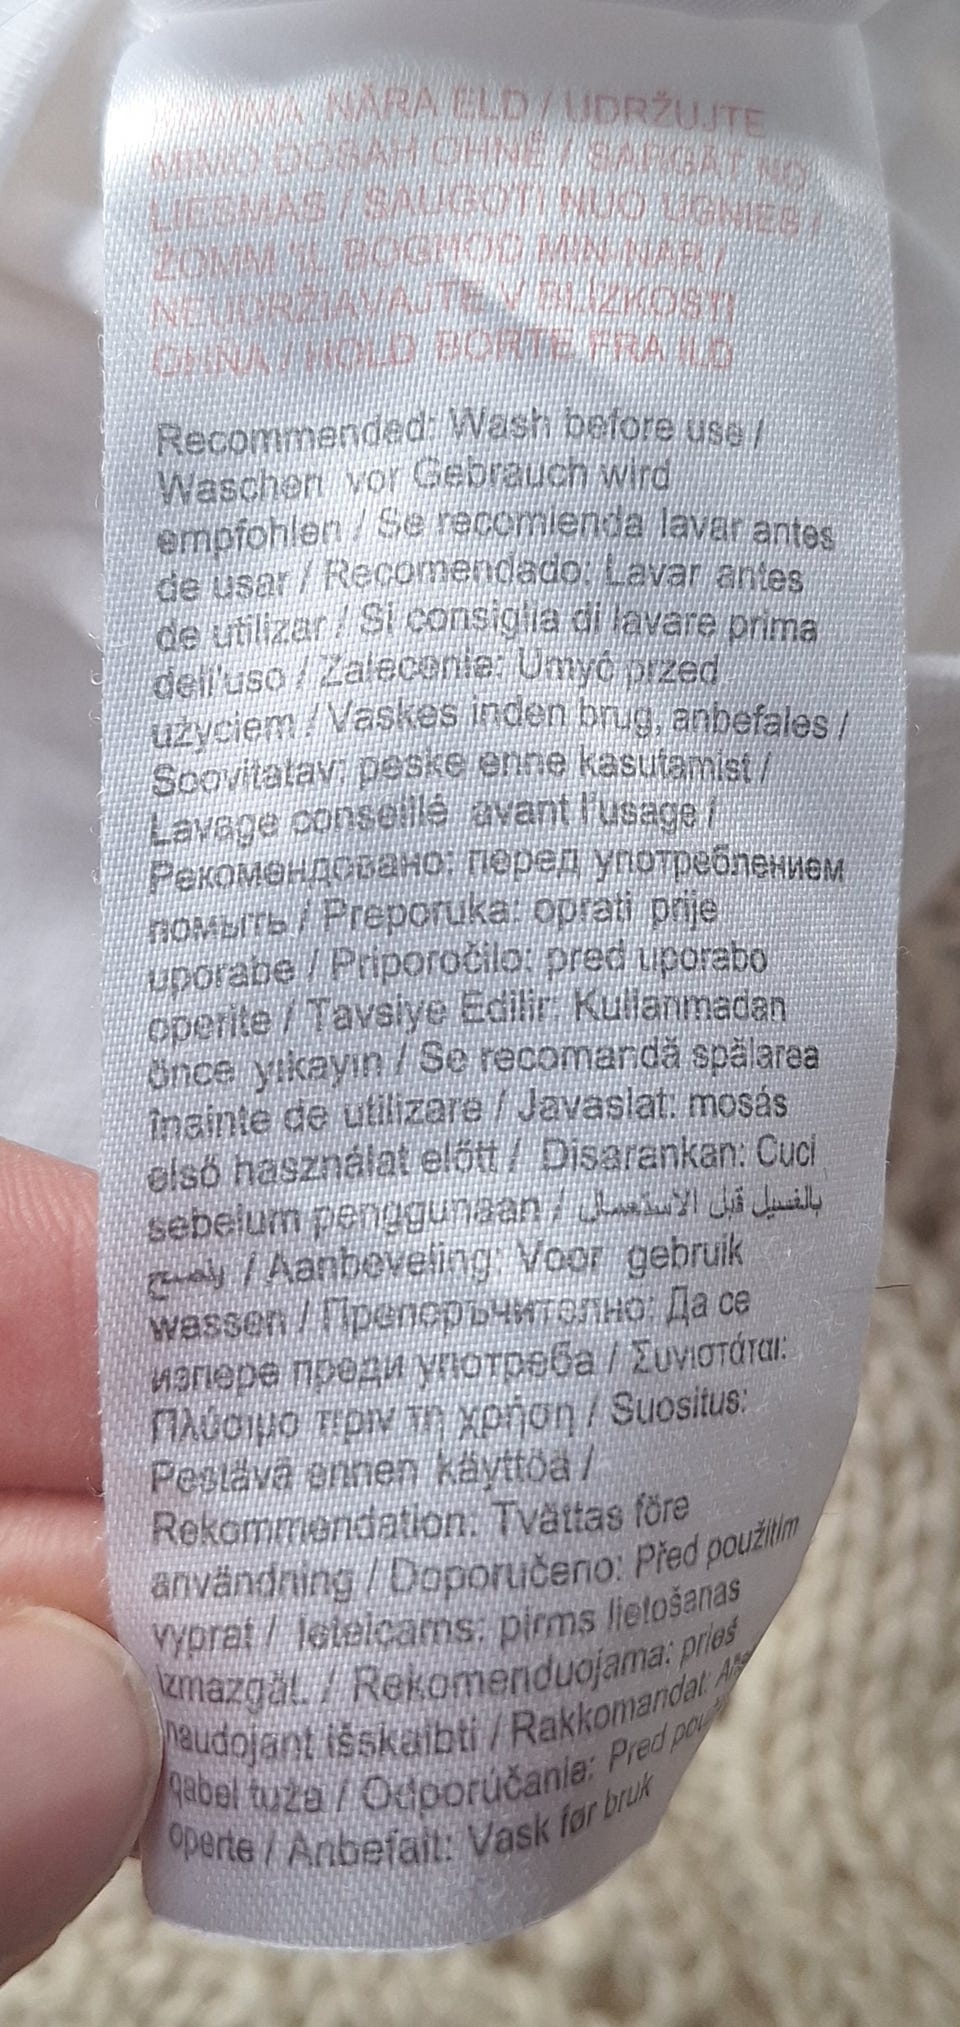 NÄRA ELD / UDRŽUJTE
MIMO DOSAH OHNĚ / SARGĀT NO
LIESMAS / SAUGOTI NUO UGNIES /
ŻOMM 'IL BOGĦOD MIN-NAR /
NEUDRŽIAVAJTE V BLÍZKOSTI
OHŇA / HOLD BORTE FRA ILD
Recommended: Wash before use /
Waschen vor Gebrauch wird
empfohlen / Se recomienda lavar antes
de usar / Recomendado: Lavar antes
de utilizar / Si consiglia di lavare prima
dell'uso / Zalecenie: Umyć przed
użyciem / Vaskes inden brug, anbefales /
Soovitatav: peske enne kasutamist /
Lavage conseillé avant l'usage /
Рекомендовано: перед употреблением
помыть / Preporuka: oprati prije
uporabe / Priporočilo: pred uporabo
operite / Tavsiye Edilir: Kullanmadan
önce yıkayın / Se recomandă spălarea
înainte de utilizare / Javaslat: mosás
első használat előtt / Disarankan: Cuci
sebelum penggunaan / بالغسيل قبل الاستعمال
ينصح / Aanbeveling: Voor gebruik
wassen / Препоръчително: Да се
изпере преди употреба / Συνιστάται:
Πλύσιμο πριν τη χρήση / Suositus:
Pestävä ennen käyttöä /
Rekommendation: Tvättas före
användning / Doporučeno: Před použitím
vyprat / Ieteicams: pirms lietošanas
izmazgāt. / Rekomenduojama: prieš
naudojant išskalbti / Rakkomandat:
qabel tuża / Odporúčanie: Pred
operte / Anbefalt: Vask før bruk